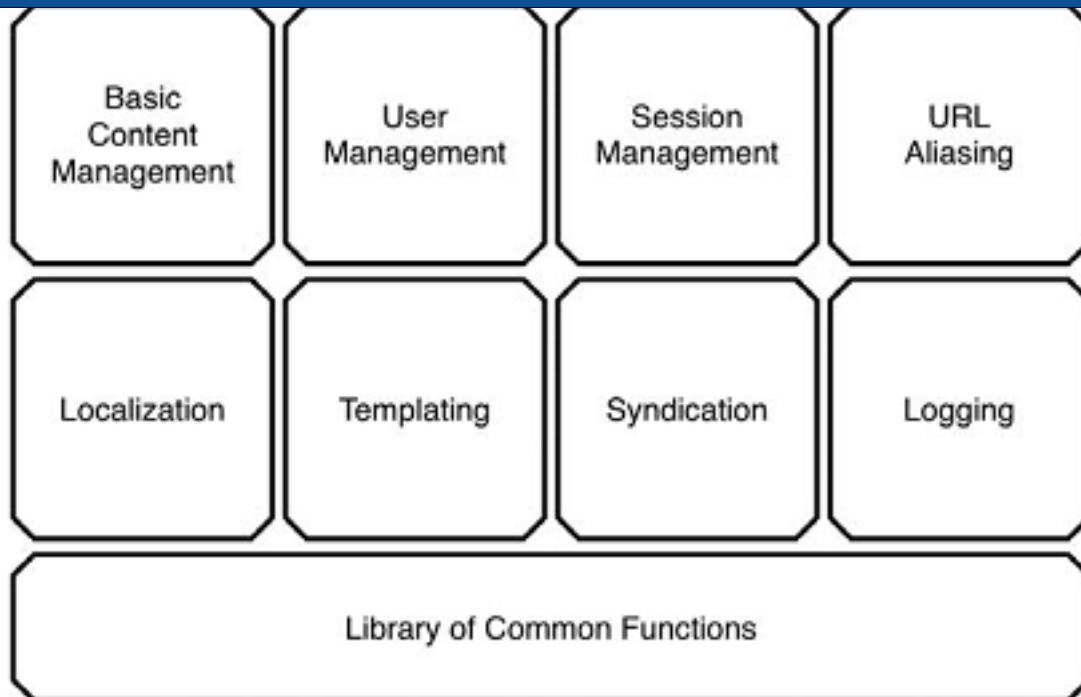 Basic
Content
Management
User
Management
Session
Management
URL
Aliasing
Localization
Templating
Syndication
Logging
Library of Common Functions